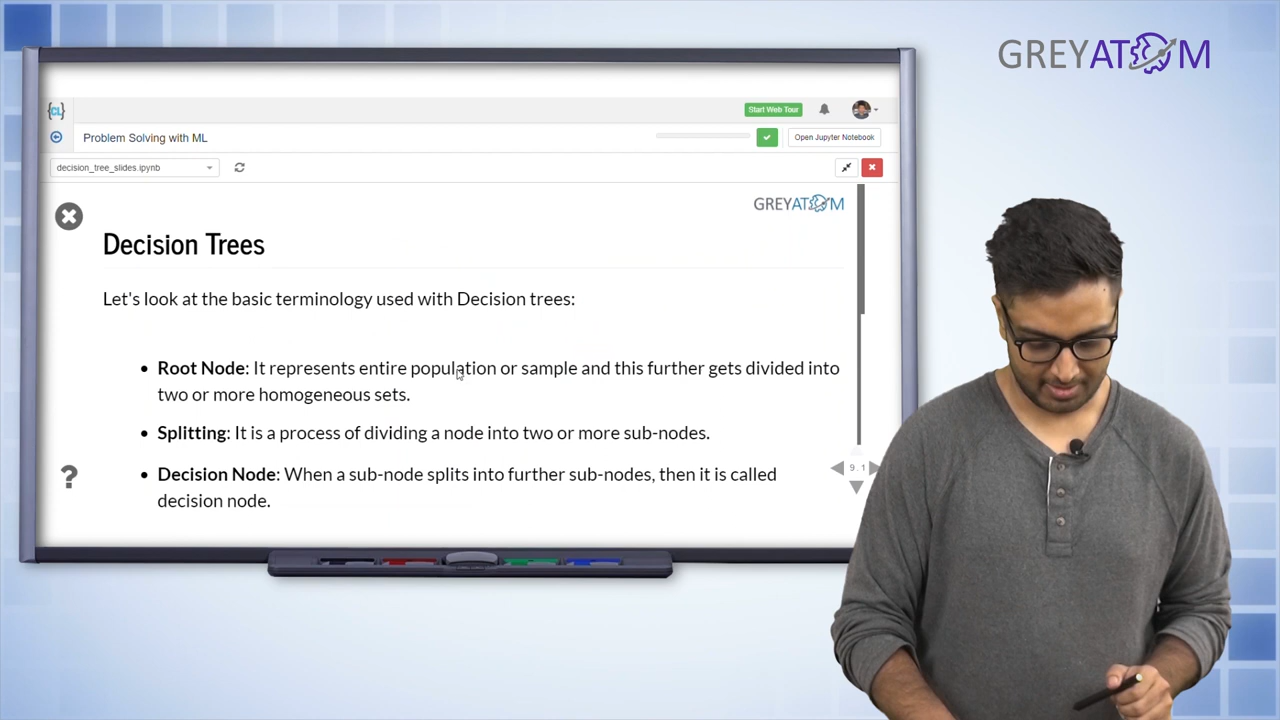 GREYATOM
{CL}
Start Web Tour
Problem Solving with ML
Open Jupyter Notebook
decision_tree_slides.ipynb
GREYATOM
Decision Trees
Let's look at the basic terminology used with Decision trees:
• Root Node: It represents entire population or sample and this further gets divided into
two or more homogeneous sets.
• Splitting: It is a process of dividing a node into two or more sub-nodes.
• Decision Node: When a sub-node splits into further sub-nodes, then it is called
decision node.
?
9.1